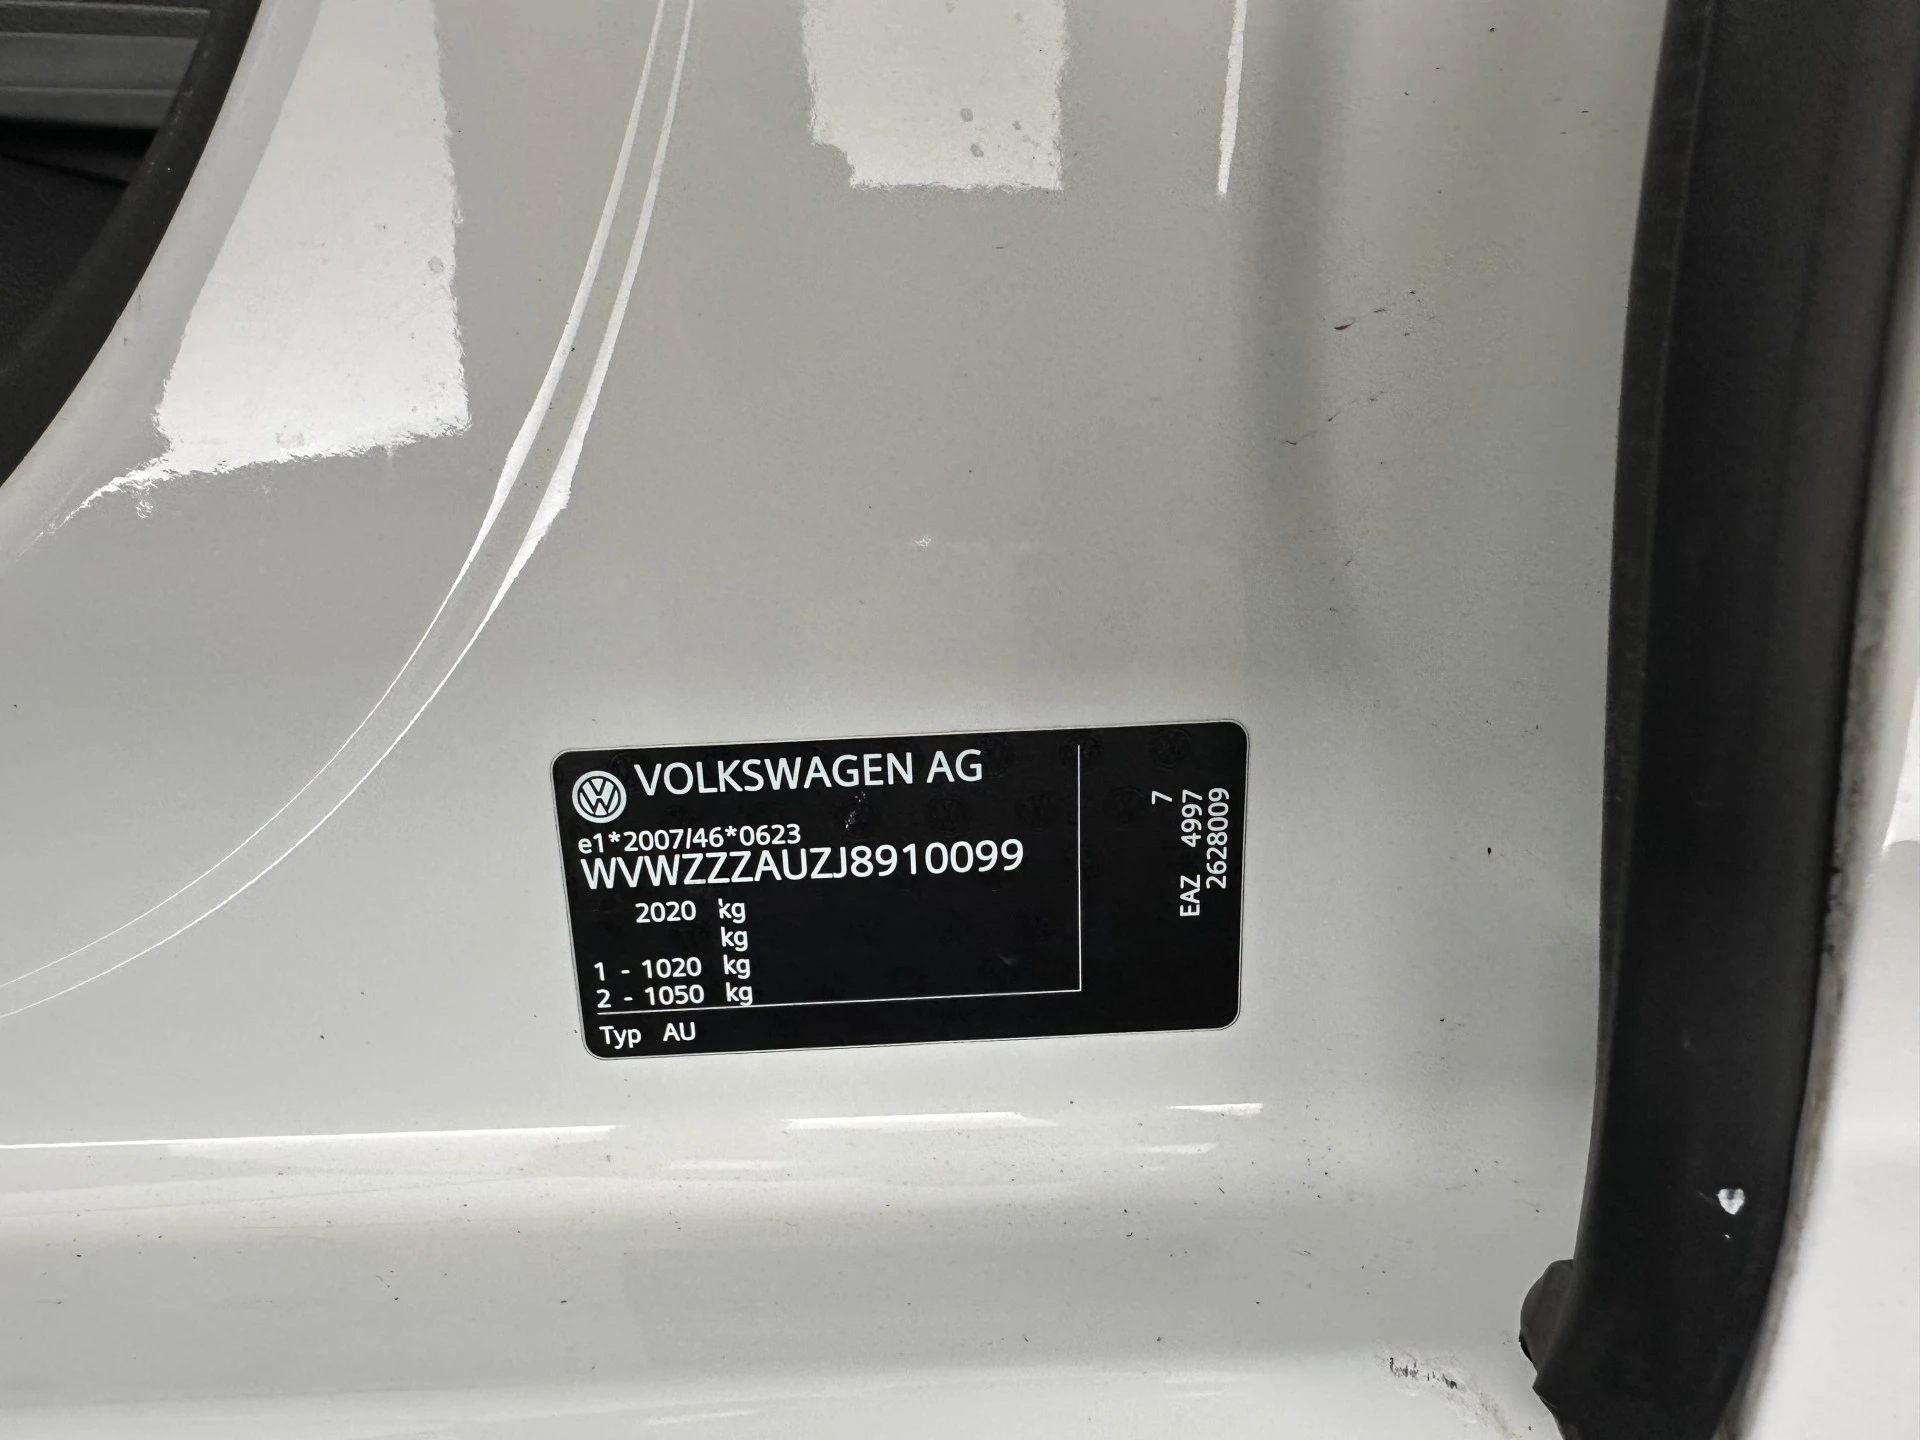 VOLKSWAGEN AG
e1*2007/46*0623
WVWZZZAUZJ8910099
2020 kg
kg
1 - 1020 kg
2 - 1050 kg
Typ AU
7
EAZ 4997
2628009